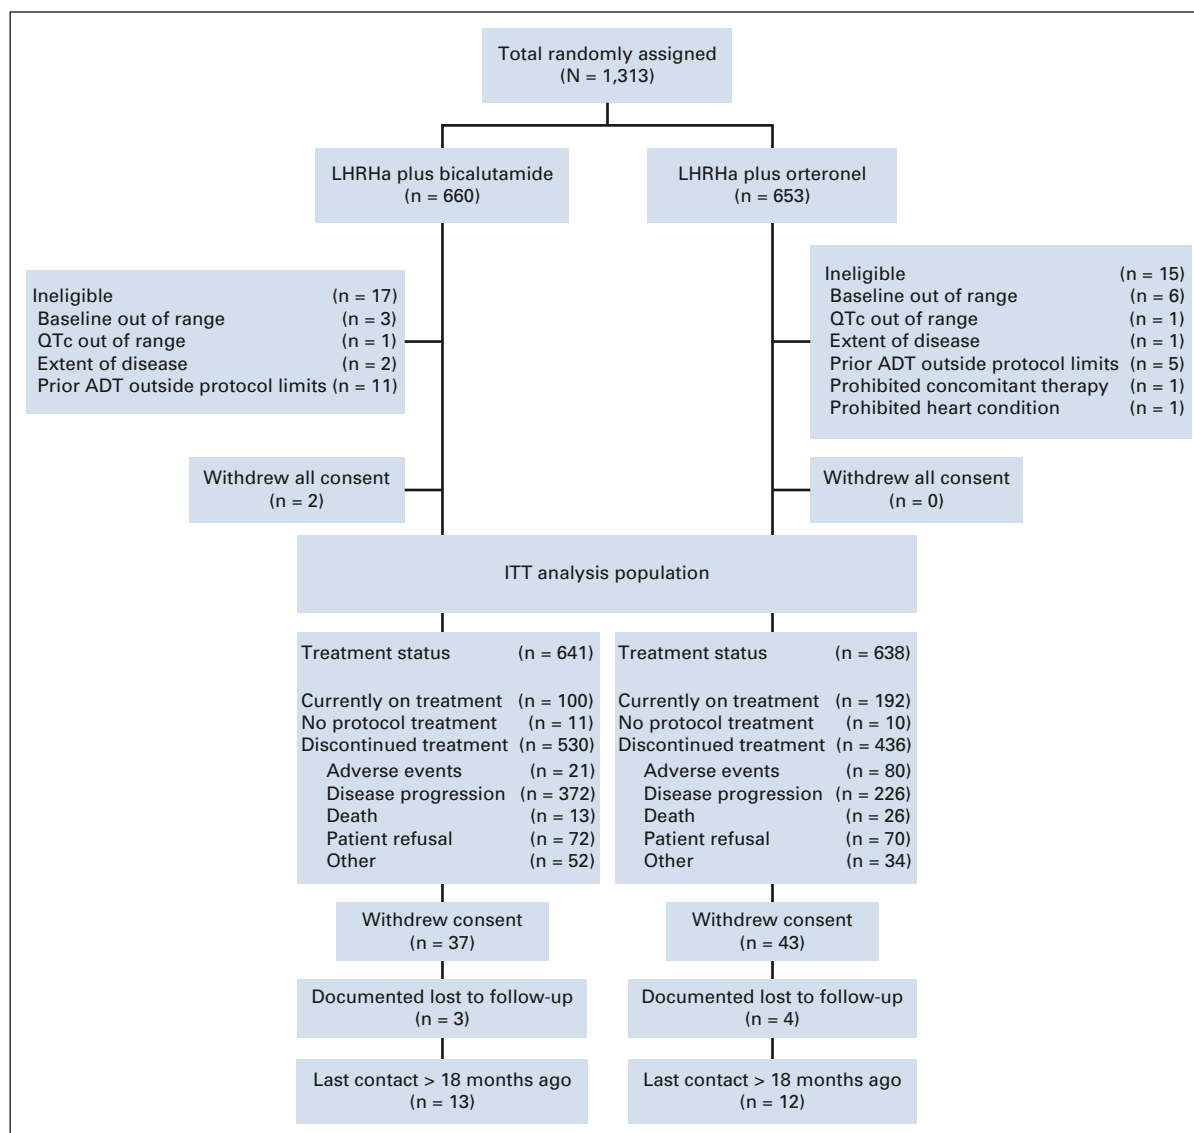 Total randomly assigned
(N = 1,313)
LHRHa plus bicalutamide
(n = 660)
LHRHa plus orteronel
(n = 653)
Ineligible (n = 17)
Baseline out of range (n = 3)
QTc out of range (n = 1)
Extent of disease (n = 2)
Prior ADT outside protocol limits (n = 11)
Ineligible (n = 15)
Baseline out of range (n = 6)
QTc out of range (n = 1)
Extent of disease (n = 1)
Prior ADT outside protocol limits (n = 5)
Prohibited concomitant therapy (n = 1)
Prohibited heart condition (n = 1)
Withdrew all consent
(n = 2)
Withdrew all consent
(n = 0)
ITT analysis population
Treatment status (n = 641)
Currently on treatment (n = 100)
No protocol treatment (n = 11)
Discontinued treatment (n = 530)
Adverse events (n = 21)
Disease progression (n = 372)
Death (n = 13)
Patient refusal (n = 72)
Other (n = 52)
Treatment status (n = 638)
Currently on treatment (n = 192)
No protocol treatment (n = 10)
Discontinued treatment (n = 436)
Adverse events (n = 80)
Disease progression (n = 226)
Death (n = 26)
Patient refusal (n = 70)
Other (n = 34)
Withdrew consent
(n = 37)
Withdrew consent
(n = 43)
Documented lost to follow-up
(n = 3)
Documented lost to follow-up
(n = 4)
Last contact > 18 months ago
(n = 13)
Last contact > 18 months ago
(n = 12)